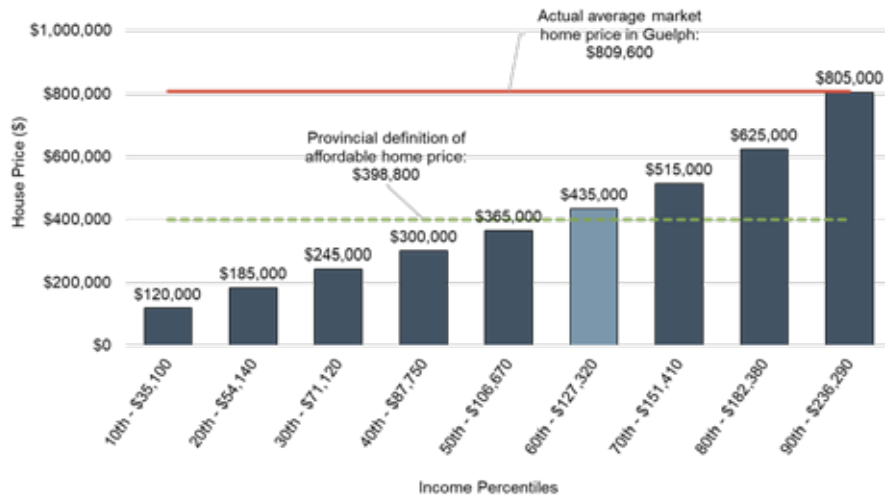 Actual average market
home price in Guelph:
$809,600
$1,000,000
$800,000
$600,000
$400,000
$200,000
$0
House Price ($)
Provincial definition of
affordable home price:
$398,800
$120,000
$185,000
$245,000
$300,000
$365,000
$435,000
$515,000
$625,000
$805,000
10th - $35,100
20th - $54,140
30th - $71,120
40th - $87,750
50th - $106,670
60th - $127,320
70th - $151,410
80th - $182,380
90th - $236,290
Income Percentiles